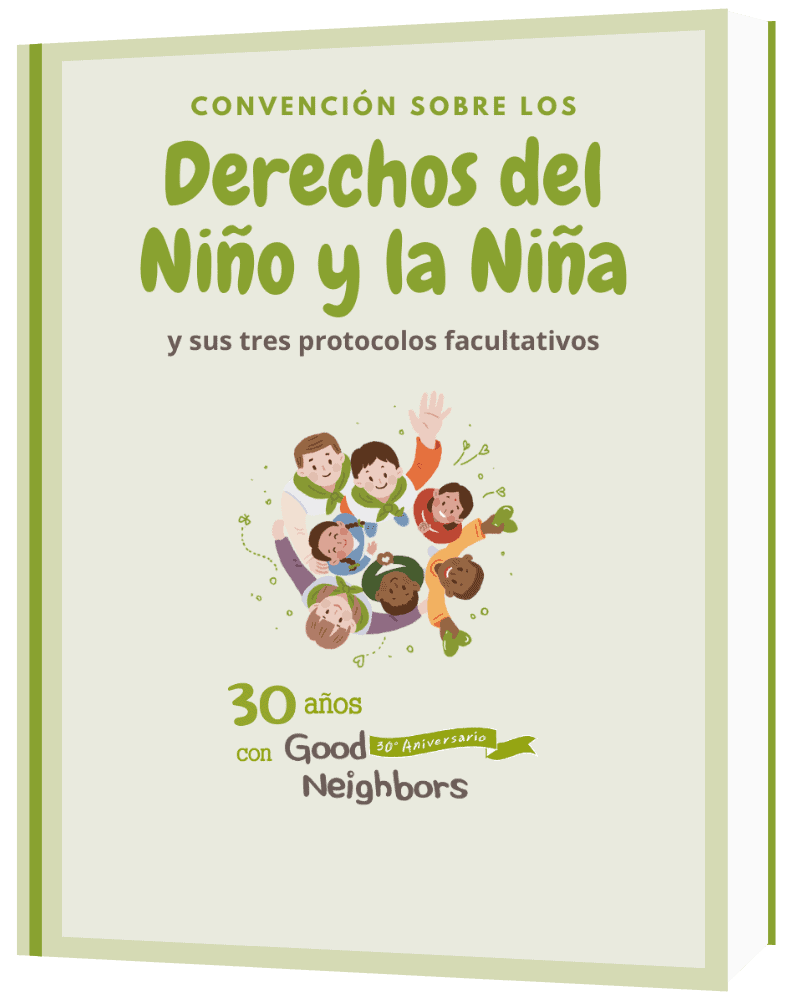 CONVENCIÓN SOBRE LOS
Derechos del
Niño y la Niña
y sus tres protocolos facultativos
30 años
con Good 30° Aniversario
Neighbors